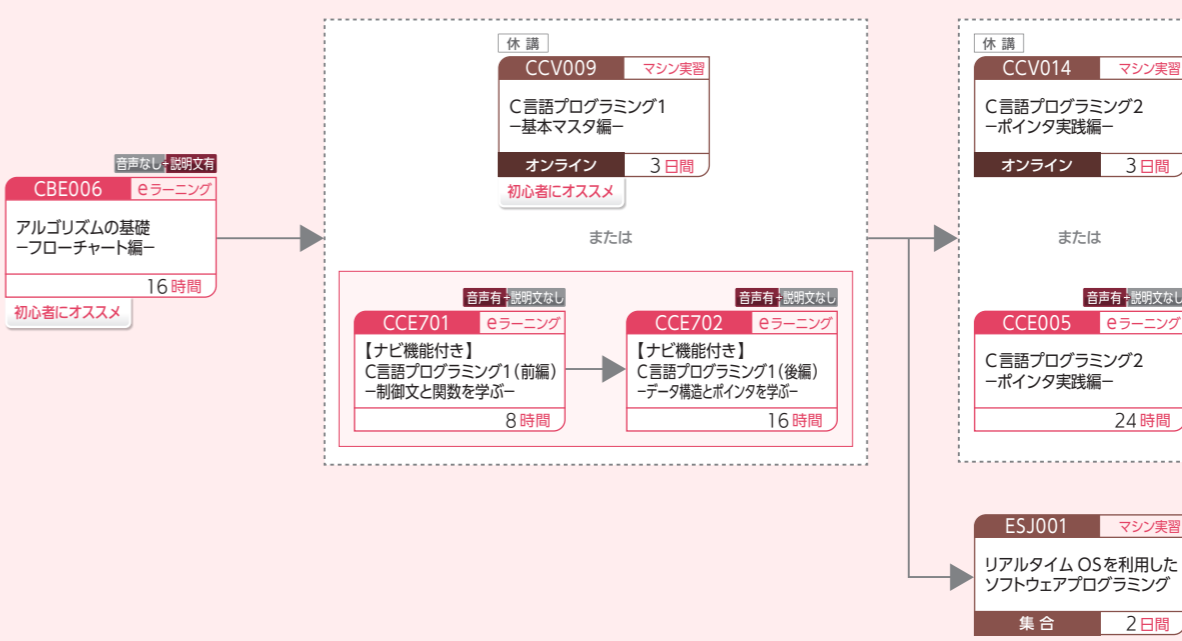 音声なし+説明文有
CBE006 eラーニング
アルゴリズムの基礎
ーフローチャート編ー
16時間
初心者にオススメ
休講
CCV009 マシン実習
C言語プログラミング1
ー基本マスタ編ー
オンライン 3日間
初心者にオススメ
または
音声有+説明文なし
CCE701 eラーニング
【ナビ機能付き】
C言語プログラミング1(前編)
ー制御文と関数を学ぶー
8時間
音声有+説明文なし
CCE702 eラーニング
【ナビ機能付き】
C言語プログラミング1(後編)
ーデータ構造とポインタを学ぶー
16時間
休講
CCV014 マシン実習
C言語プログラミング2
ーポインタ実践編ー
オンライン 3日間
または
音声有+説明文なし
CCE005 eラーニング
C言語プログラミング2
ーポインタ実践編ー
24時間
ESJ001 マシン実習
リアルタイム OSを利用した
ソフトウェアプログラミング
集合 2日間